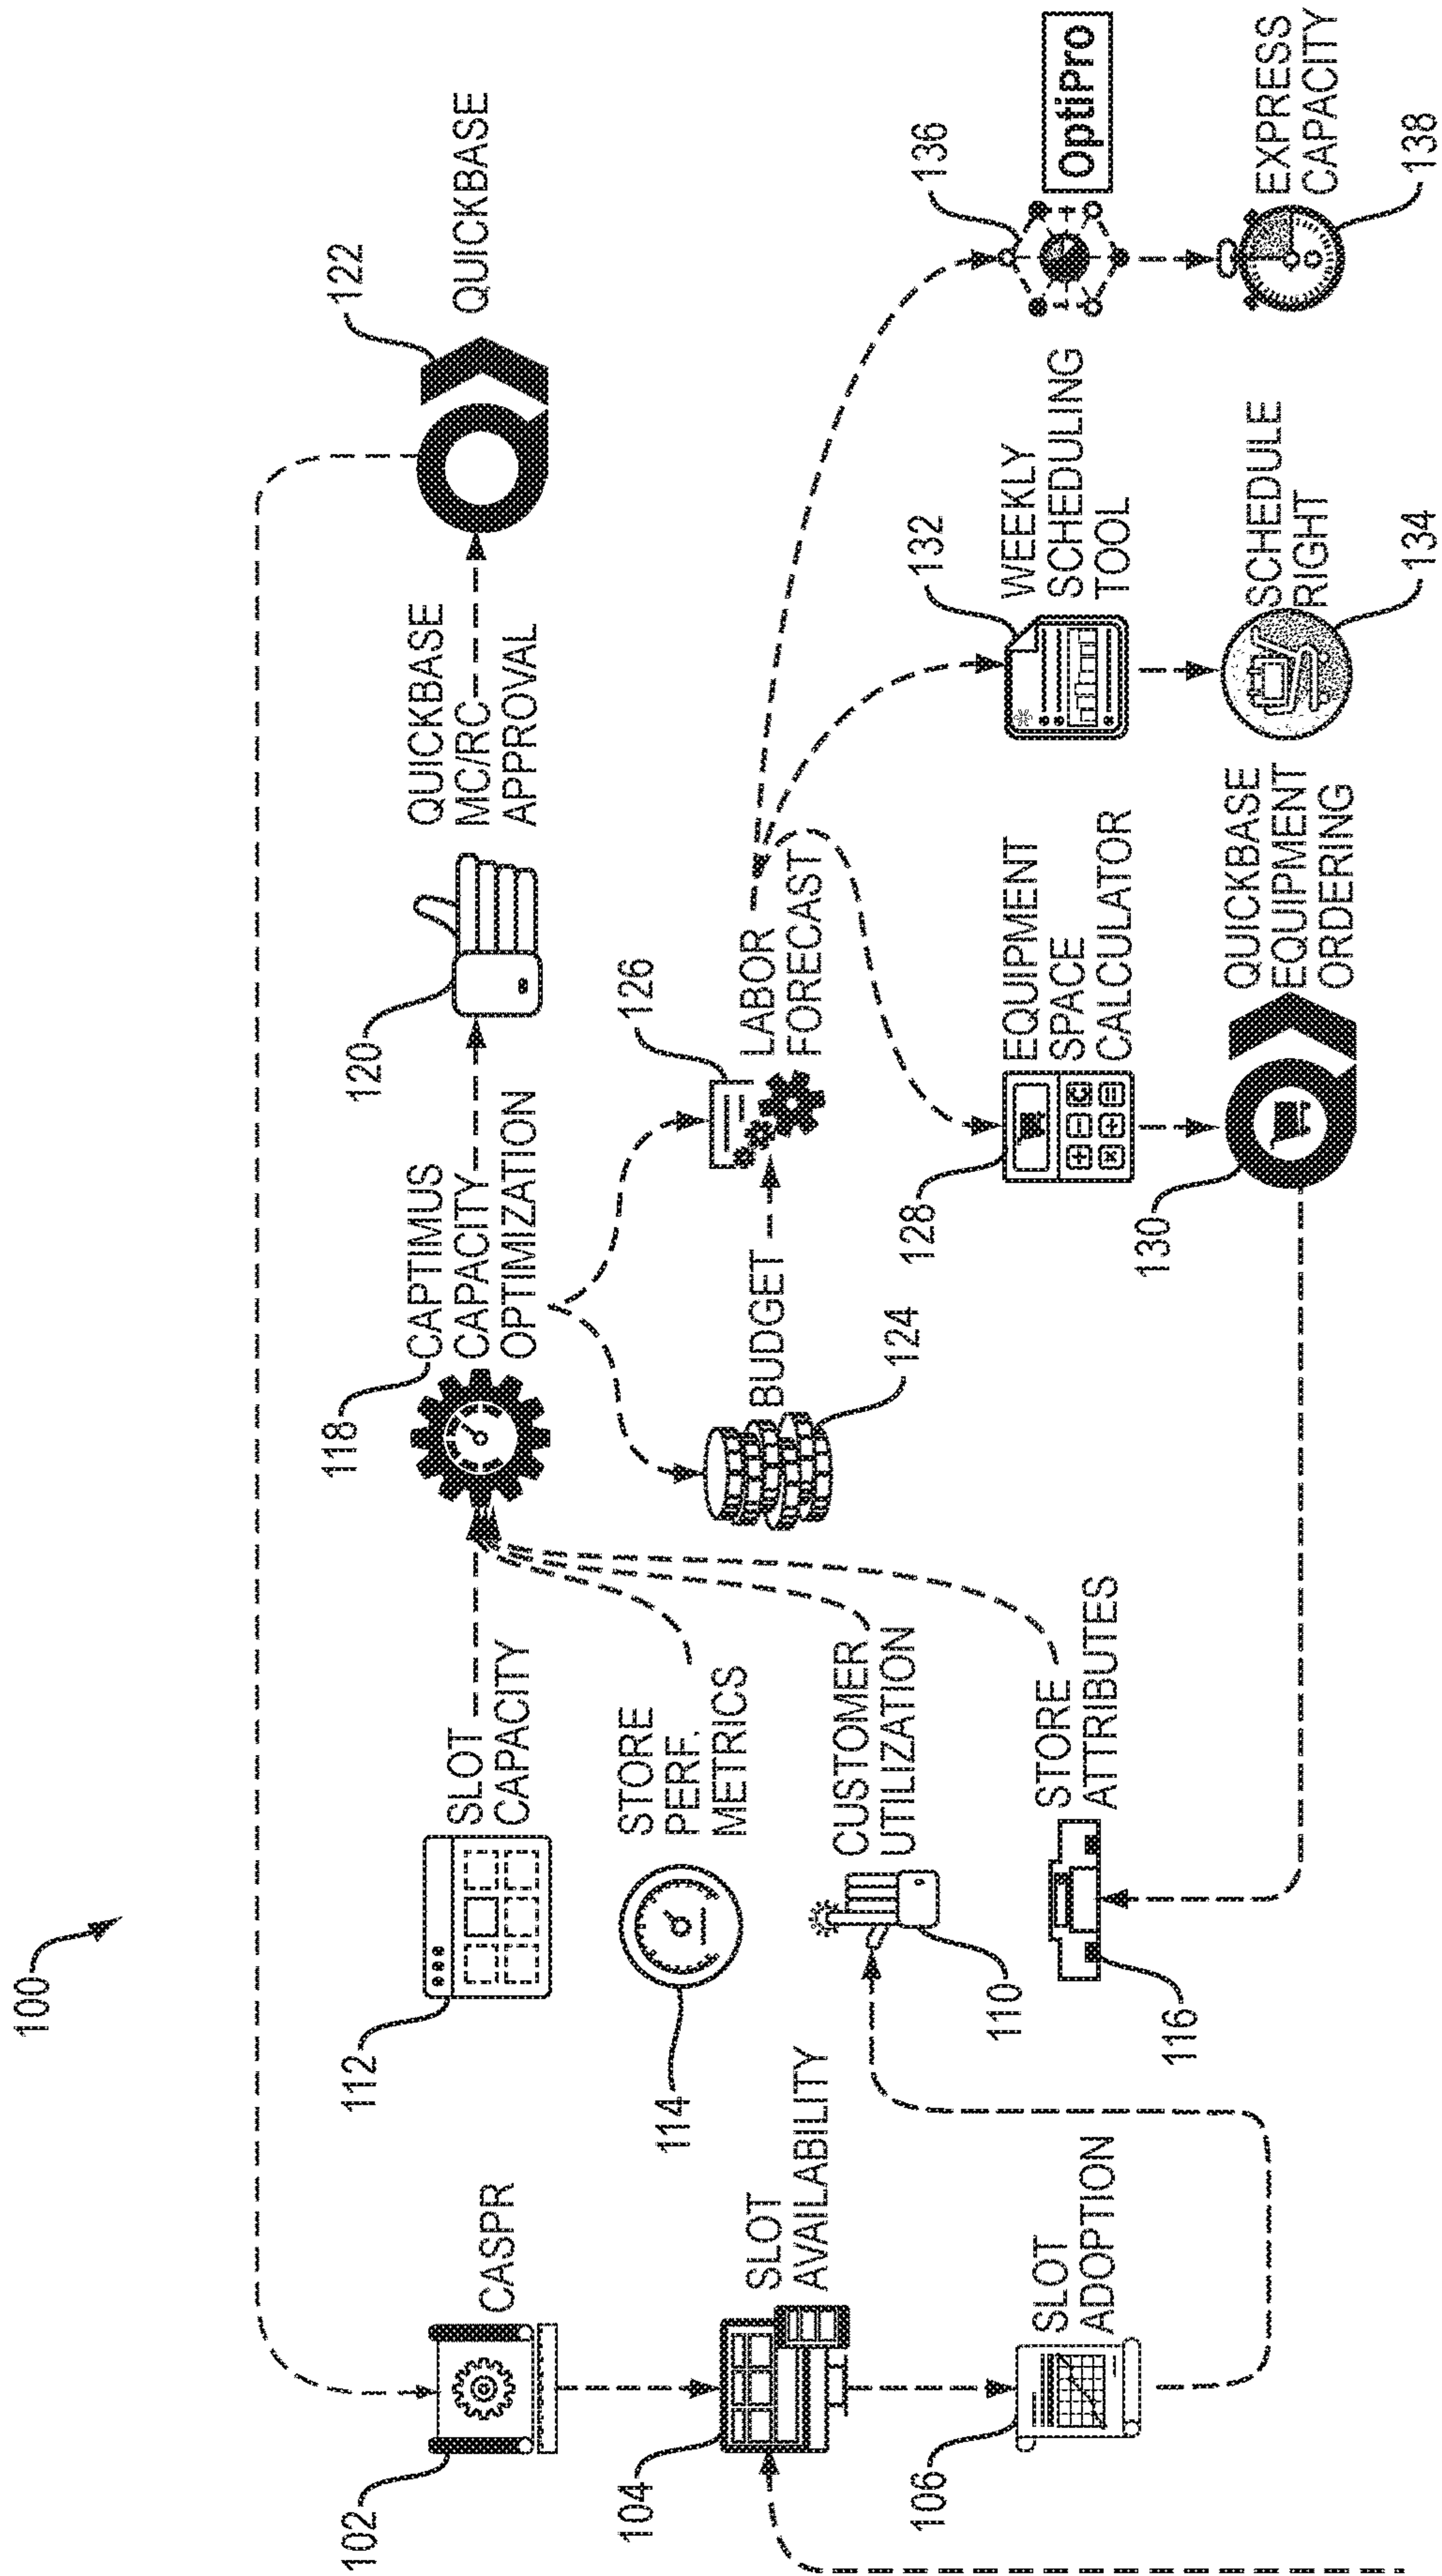 100
102
CASPR
104
SLOT
AVAILABILITY
106
SLOT
ADOPTION
112
SLOT
CAPACITY
114
STORE
PERF.
METRICS
110
CUSTOMER
UTILIZATION
116
STORE
ATTRIBUTES
118
CAPTIMUS
CAPACITY
OPTIMIZATION
120
QUICKBASE
MC/RC
APPROVAL
122
QUICKBASE
124
BUDGET
126
LABOR
FORECAST
128
EQUIPMENT
SPACE
CALCULATOR
130
QUICKBASE
EQUIPMENT
ORDERING
132
WEEKLY
SCHEDULING
TOOL
134
SCHEDULE
RIGHT
136
OptiPro
138
EXPRESS
CAPACITY